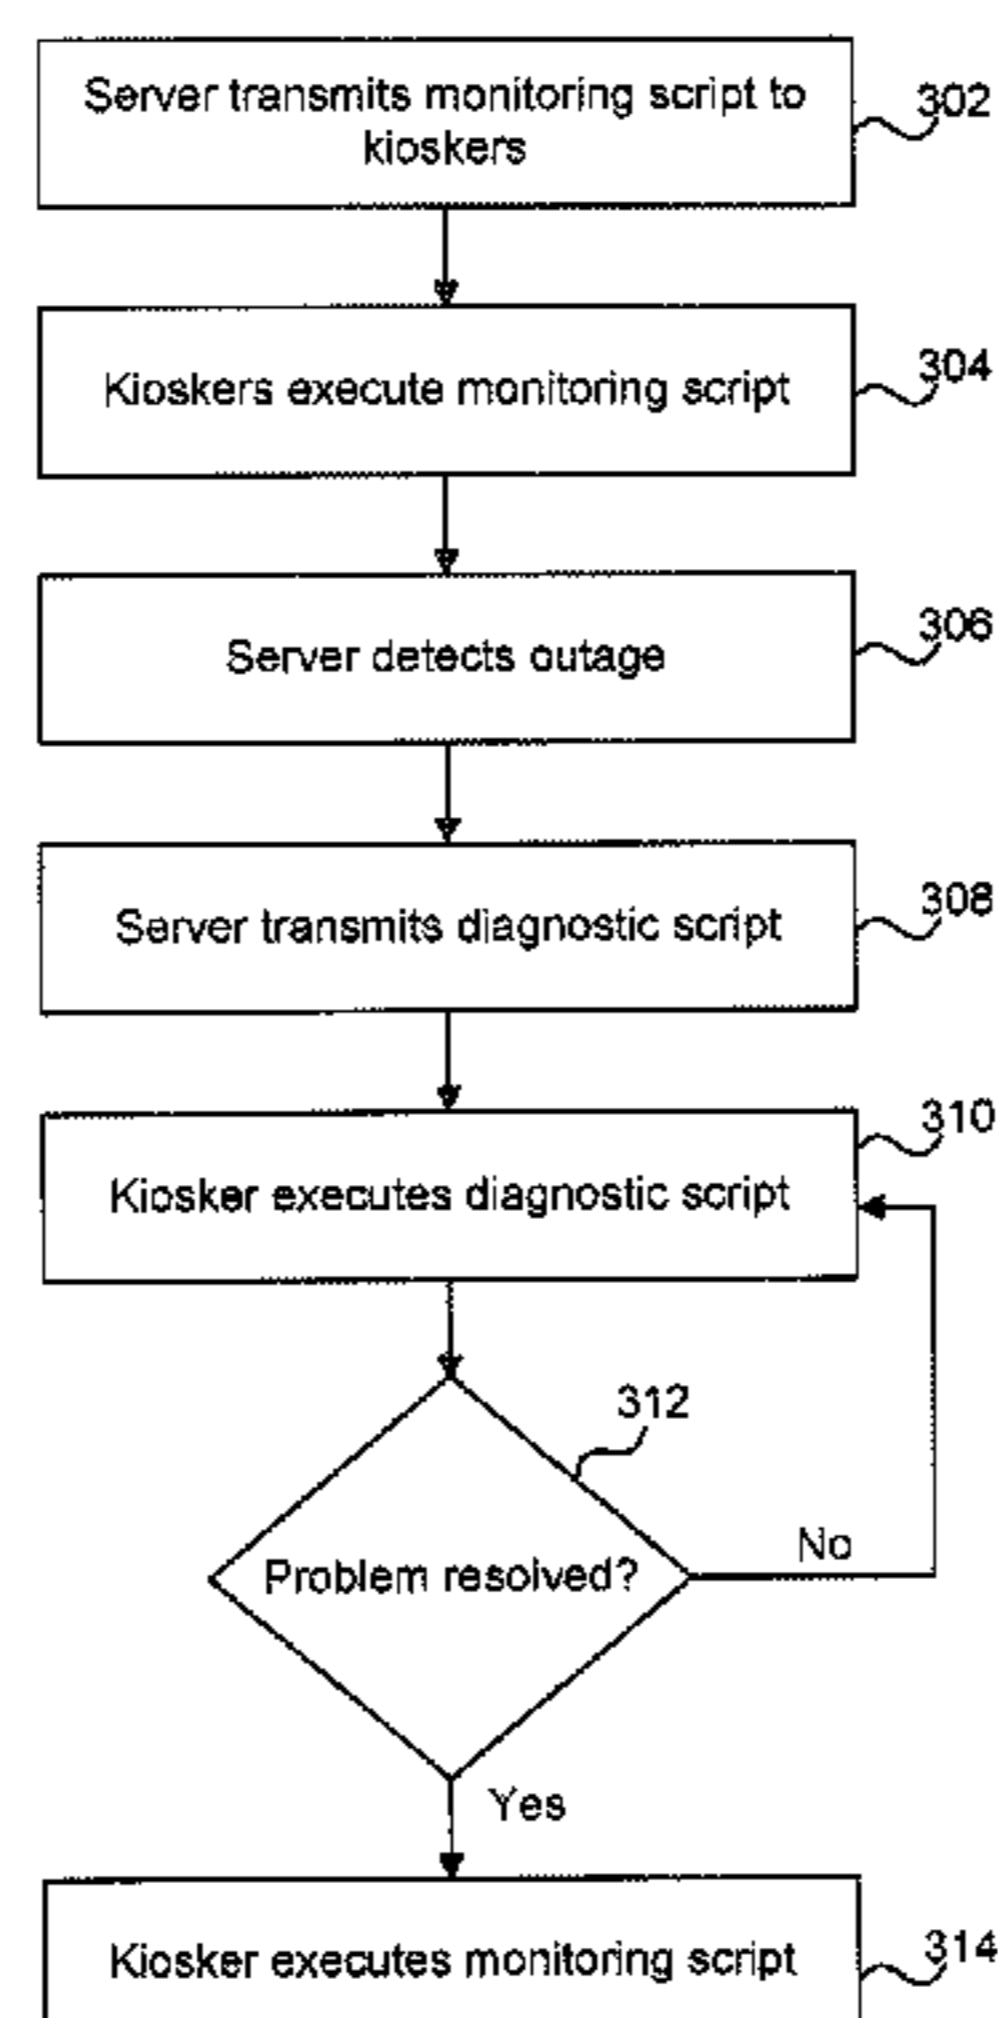 Server transmits monitoring script to
kioskers
302
Kioskers execute monitoring script
304
Server detects outage
306
Server transmits diagnostic script
308
Kiosker executes diagnostic script
310
312
Problem resolved?
No
Yes
Kiosker executes monitoring script
314